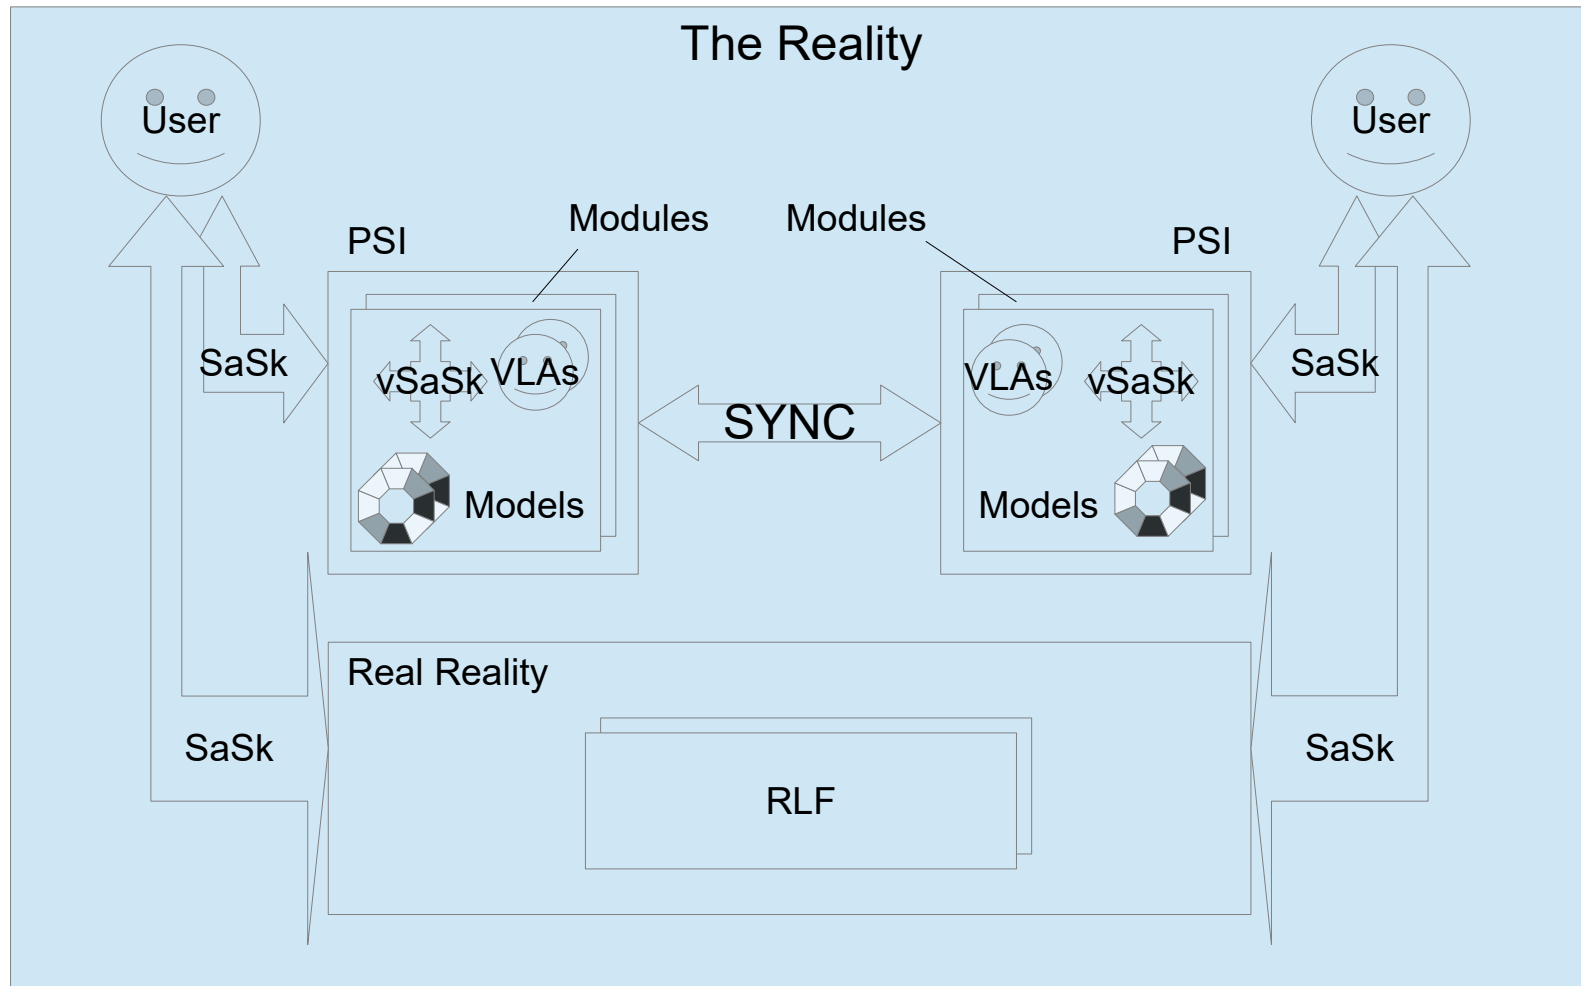 The Reality
User
User
Modules
Modules
PSI
PSI
SaSk
vSaSk
VLAs
VLAs
vSaSk
SaSk
SYNC
Models
Models
Real Reality
SaSk
SaSk
RLF